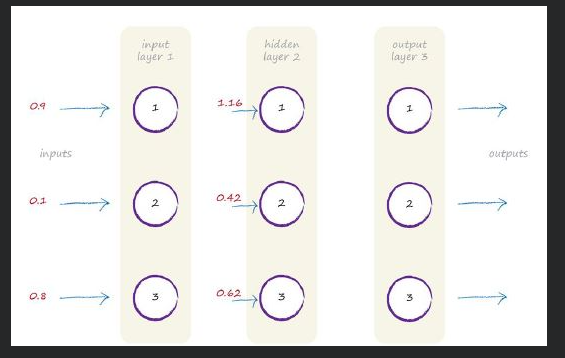 input
layer 1
hidden
layer 2
output
layer 3
0.9
1
1.16
1
1
inputs
outputs
0.1
2
0.42
2
2
0.8
3
0.62
3
3